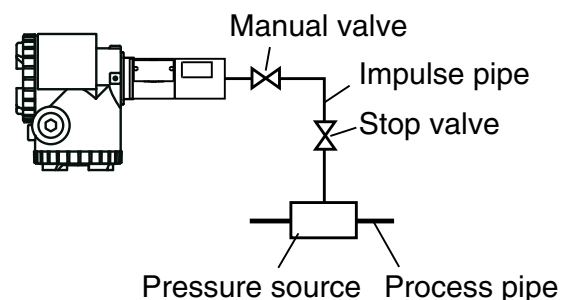 Manual valve
Impulse pipe
Stop valve
Pressure source
Process pipe